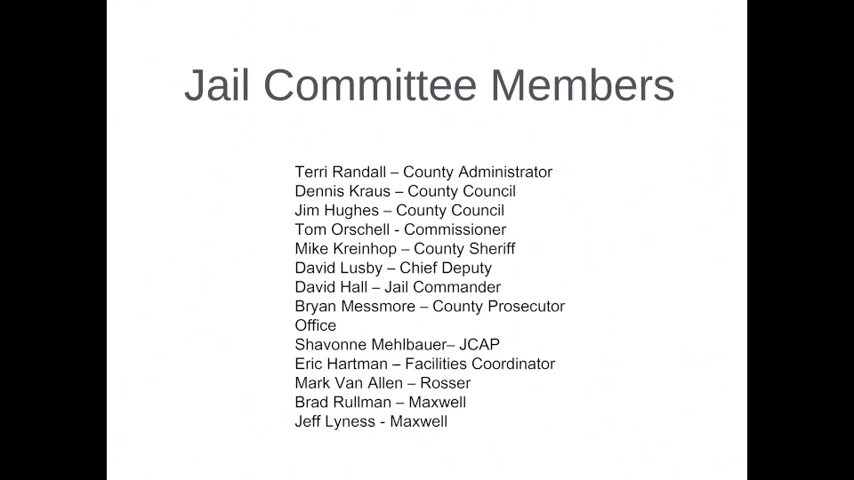 Jail Committee Members
Terri Randall – County Administrator
Dennis Kraus – County Council
Jim Hughes – County Council
Tom Orschell - Commissioner
Mike Kreinhop – County Sheriff
David Lusby – Chief Deputy
David Hall – Jail Commander
Bryan Messmore – County Prosecutor
Office
Shavonne Mehlbauer– JCAP
Eric Hartman – Facilities Coordinator
Mark Van Allen – Rosser
Brad Rullman – Maxwell
Jeff Lyness - Maxwell